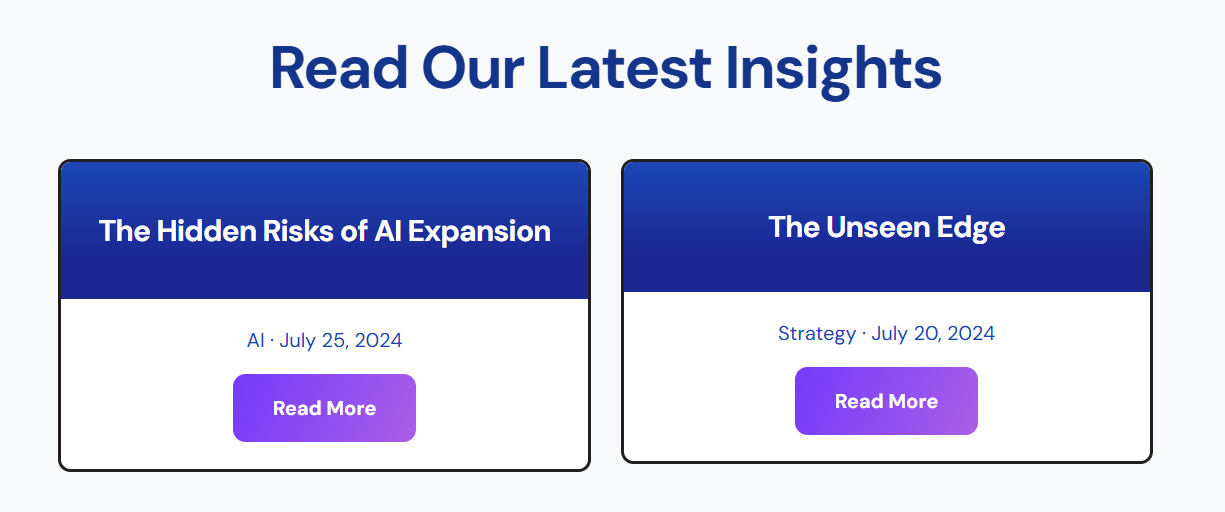 Read Our Latest Insights
The Hidden Risks of AI Expansion
AI · July 25, 2024
Read More
The Unseen Edge
Strategy · July 20, 2024
Read More